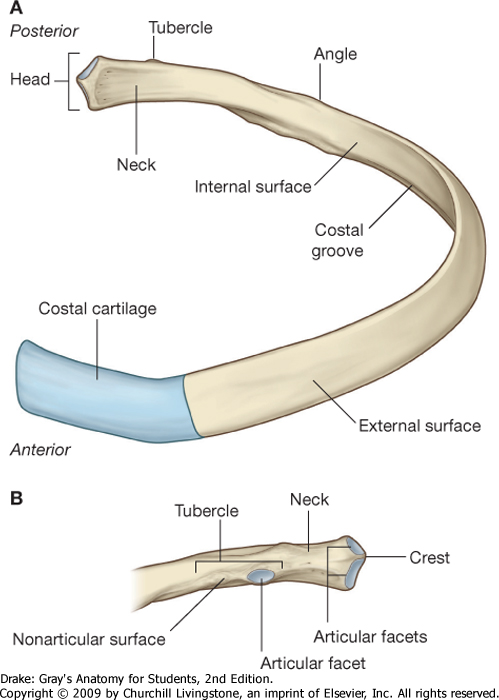 A
Posterior
Tubercle
Head
Angle
Neck
Internal surface
Costal
groove
Costal cartilage
External surface
Anterior
B
Tubercle
Neck
Crest
Nonarticular surface
Articular facets
Articular facet
Drake: Gray's Anatomy for Students, 2nd Edition.
Copyright © 2009 by Churchill Livingstone, an imprint of Elsevier, Inc. All rights reserved.